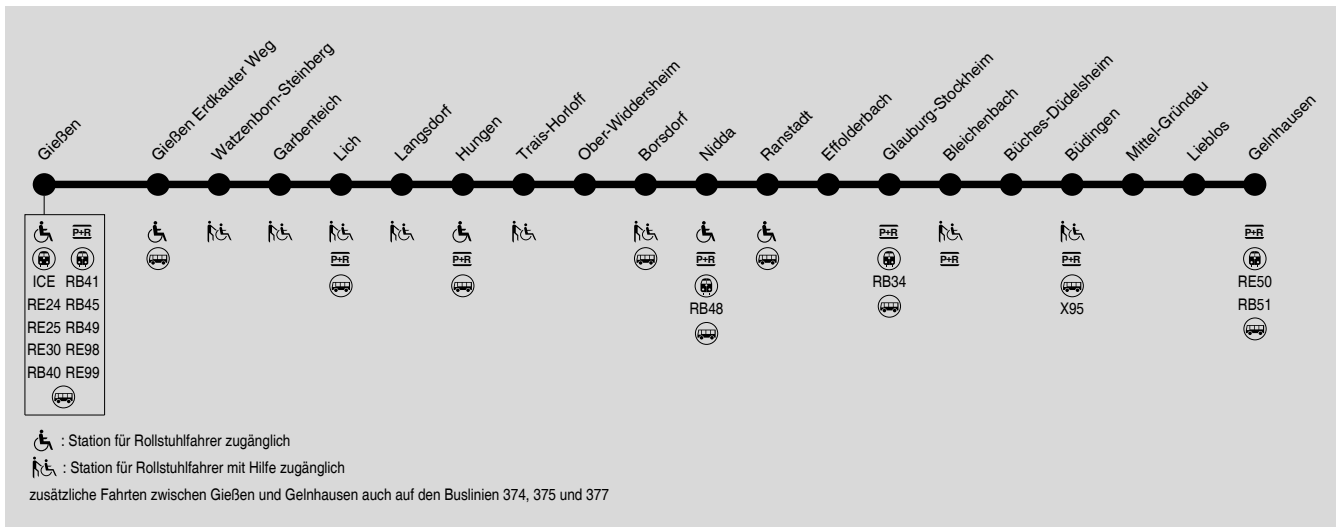 Gießen
Gießen Erdkauter Weg
Watzenborn-Steinberg
Garbenteich
Lich
Langsdorf
Hungen
Trais-Horloff
Ober-Widdersheim
Borsdorf
Nidda
Ranstadt
Effolderbach
Glauburg-Stockheim
Bleichenbach
Büches-Düdelsheim
Büdingen
Mittel-Gründau
Lieblos
Gelnhausen
P+R
ICE RB41
RE24 RB45
RE25 RB49
RE30 RE98
RB40 RE99
P+R
P+R
P+R
RB48
P+R
RB34
P+R
P+R
X95
P+R
RE50
RB51
: Station für Rollstuhlfahrer zugänglich
: Station für Rollstuhlfahrer mit Hilfe zugänglich
zusätzliche Fahrten zwischen Gießen und Gelnhausen auch auf den Buslinien 374, 375 und 377